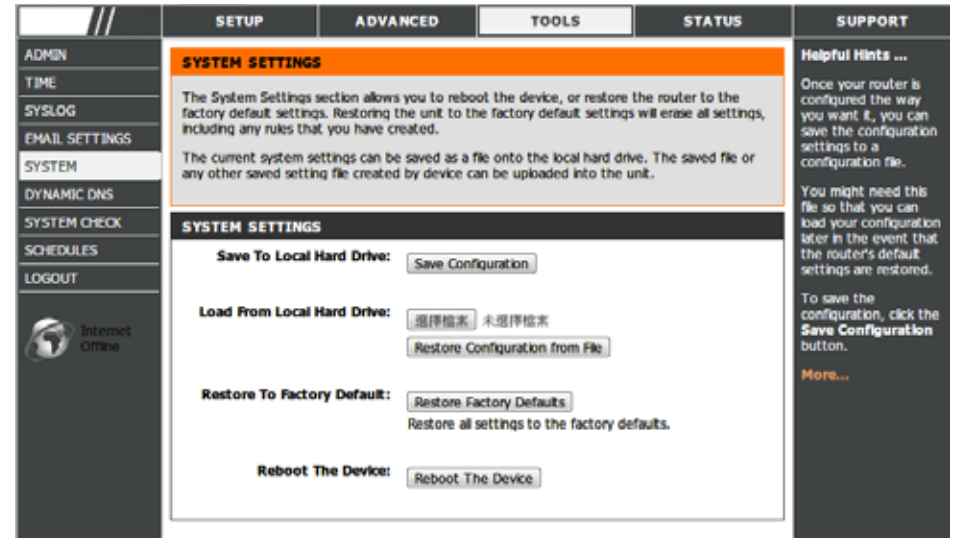 SETUP
ADVANCED
TOOLS
STATUS
SUPPORT
ADMIN
TIME
SYSLOG
EMAIL SETTINGS
SYSTEM
DYNAMIC DNS
SYSTEM CHECK
SCHEDULES
LOGOUT
Internet
Offline
SYSTEM SETTINGS
The System Settings section allows you to reboot the device, or restore the router to the
factory default settings. Restoring the unit to the factory default settings will erase all settings,
including any rules that you have created.
The current system settings can be saved as a file onto the local hard drive. The saved file or
any other saved setting file created by device can be uploaded into the unit.
SYSTEM SETTINGS
Save To Local Hard Drive:
Save Configuration
Load From Local Hard Drive:
選擇檔案 未選擇檔案
Restore Configuration from File
Restore To Factory Default:
Restore Factory Defaults
Restore all settings to the factory defaults.
Reboot The Device:
Reboot The Device
Helpful Hints ...
Once your router is
configured the way
you want it, you can
save the configuration
settings to a
configuration file.
You might need this
file so that you can
load your configuration
later in the event that
the router's default
settings are restored.
To save the
configuration, click the
Save Configuration
button.
More...